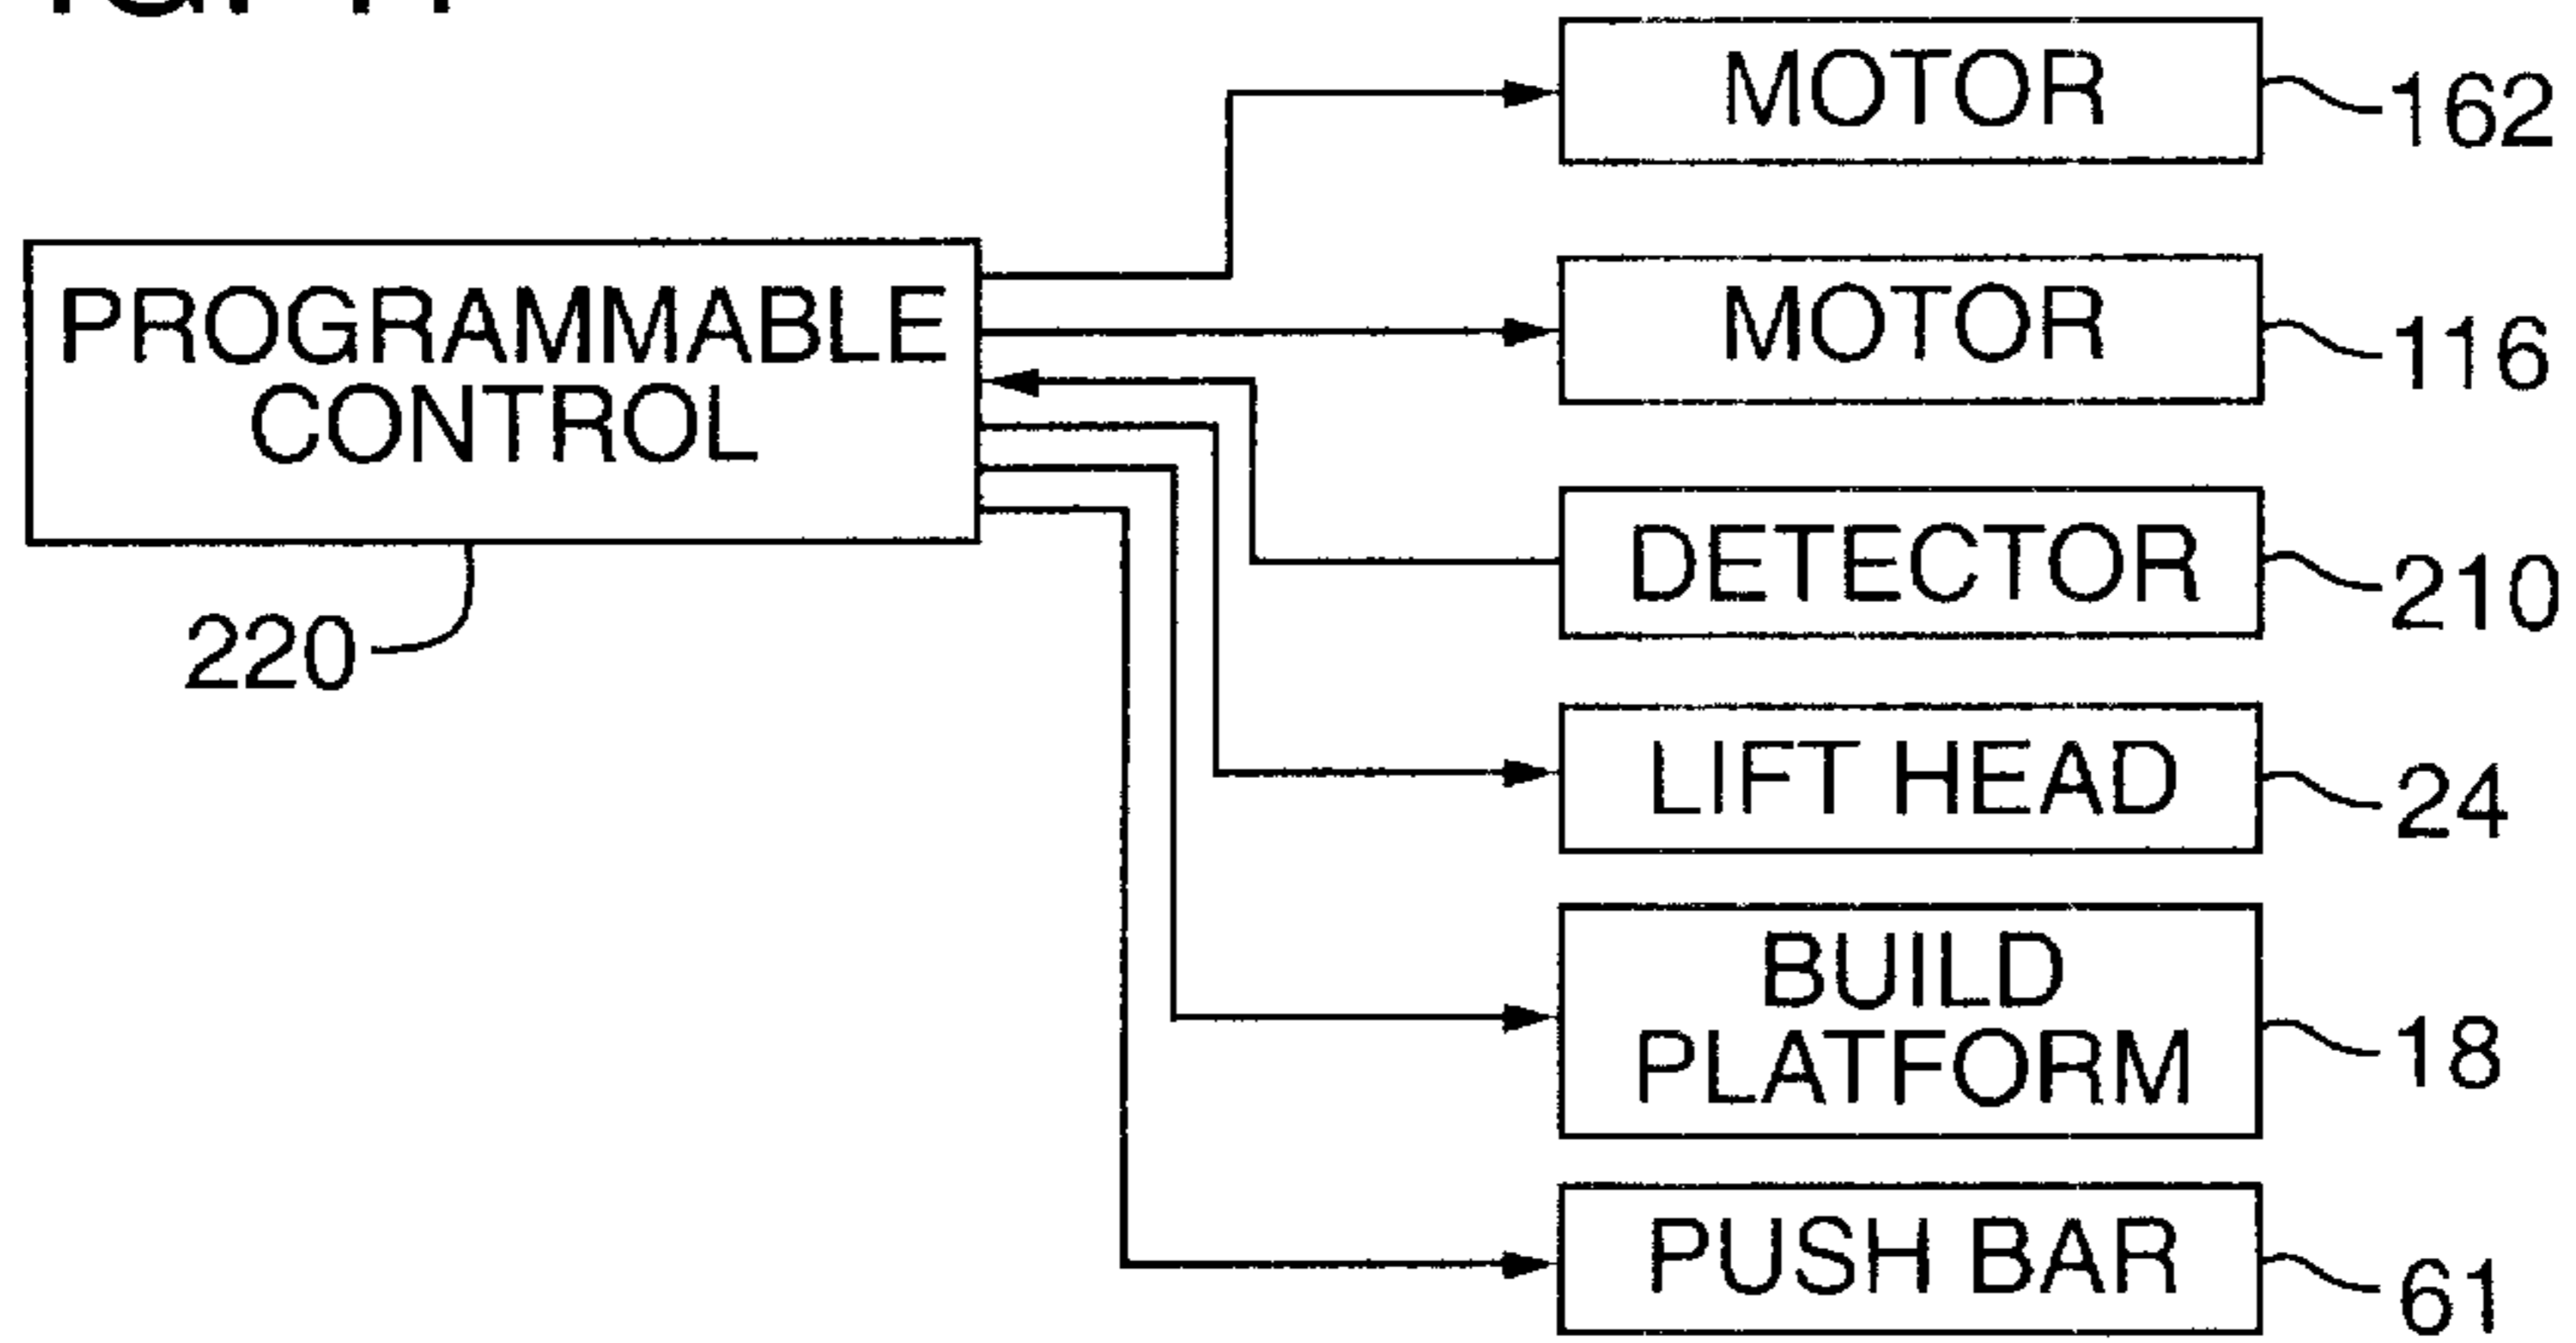 MOTOR
162
PROGRAMMABLE
CONTROL
220
MOTOR
116
DETECTOR
210
LIFT HEAD
24
BUILD
PLATFORM
18
PUSH BAR
61